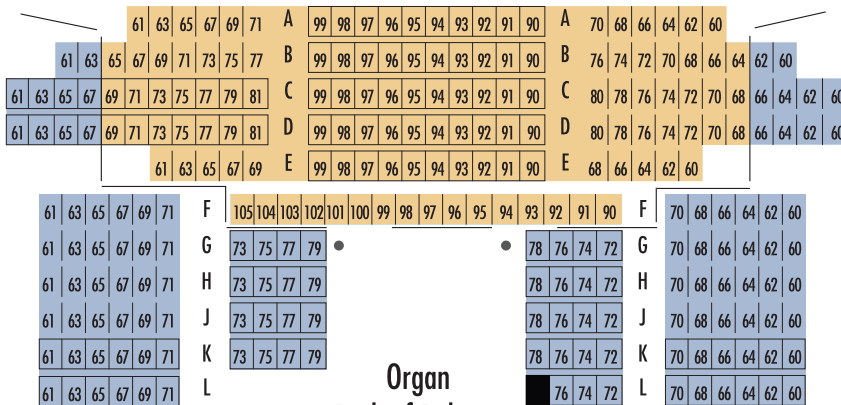 61 63 65 67 69 71 A 99 98 97 96 95 94 93 92 91 90 A 70 68 66 64 62 60
61 63 65 67 69 71 73 75 77 B 99 98 97 96 95 94 93 92 91 90 B 76 74 72 70 68 66 64 62 60
61 63 65 67 69 71 73 75 77 79 81 C 99 98 97 96 95 94 93 92 91 90 C 80 78 76 74 72 70 68 66 64 62 60
61 63 65 67 69 71 73 75 77 79 81 D 99 98 97 96 95 94 93 92 91 90 D 80 78 76 74 72 70 68 66 64 62 60
61 63 65 67 69 E 99 98 97 96 95 94 93 92 91 90 E 68 66 64 62 60
61 63 65 67 69 71 F 105 104 103 102 101 100 99 98 97 96 95 94 93 92 91 90 F 70 68 66 64 62 60
61 63 65 67 69 71 G 73 75 77 79 78 76 74 72 G 70 68 66 64 62 60
61 63 65 67 69 71 H 73 75 77 79 78 76 74 72 H 70 68 66 64 62 60
61 63 65 67 69 71 J 73 75 77 79 78 76 74 72 J 70 68 66 64 62 60
61 63 65 67 69 71 K 73 75 77 79 78 76 74 72 K 70 68 66 64 62 60
Organ
61 63 65 67 69 71 L 76 74 72 L 70 68 66 64 62 60